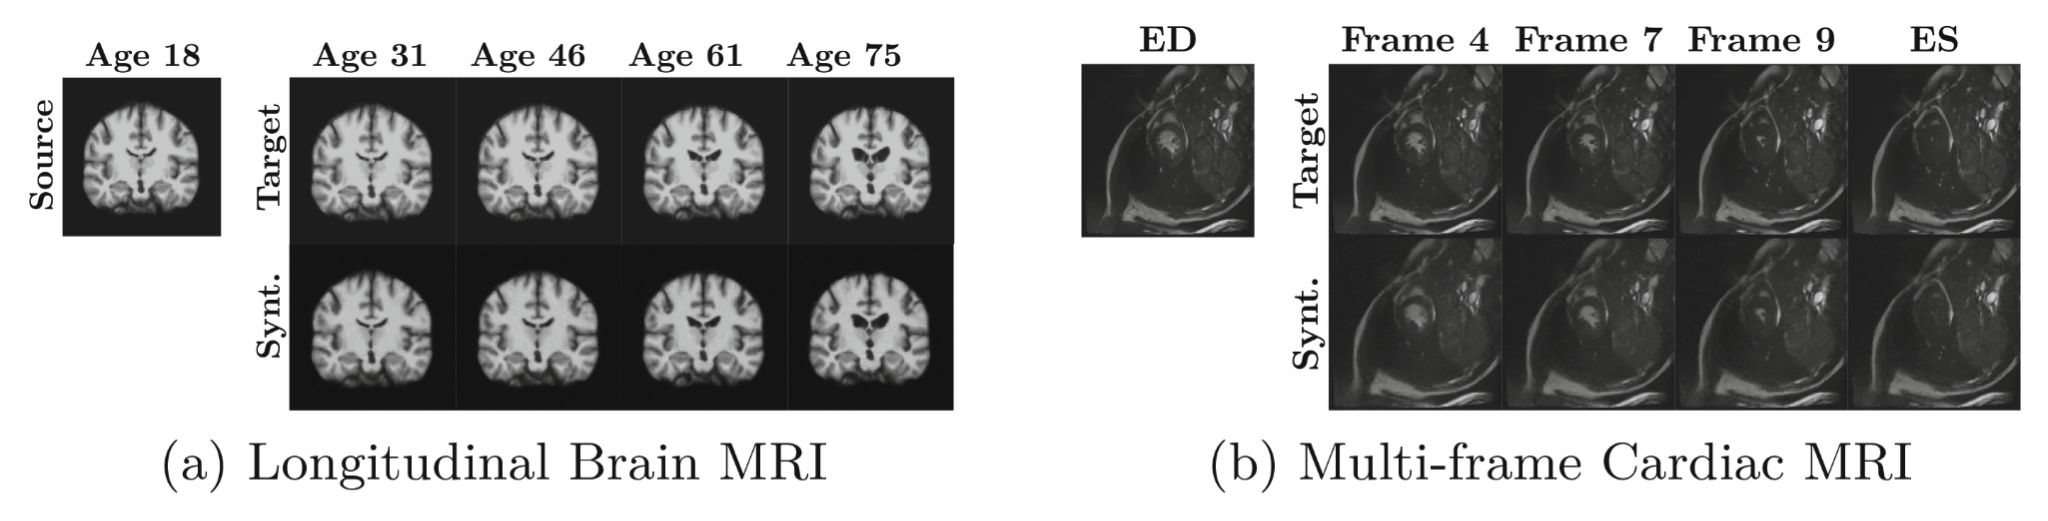 Age 18
Age 31 Age 46 Age 61 Age 75
Source
Target
Synt.
(a) Longitudinal Brain MRI
ED
Frame 4 Frame 7 Frame 9 ES
Target
Synt.
(b) Multi-frame Cardiac MRI